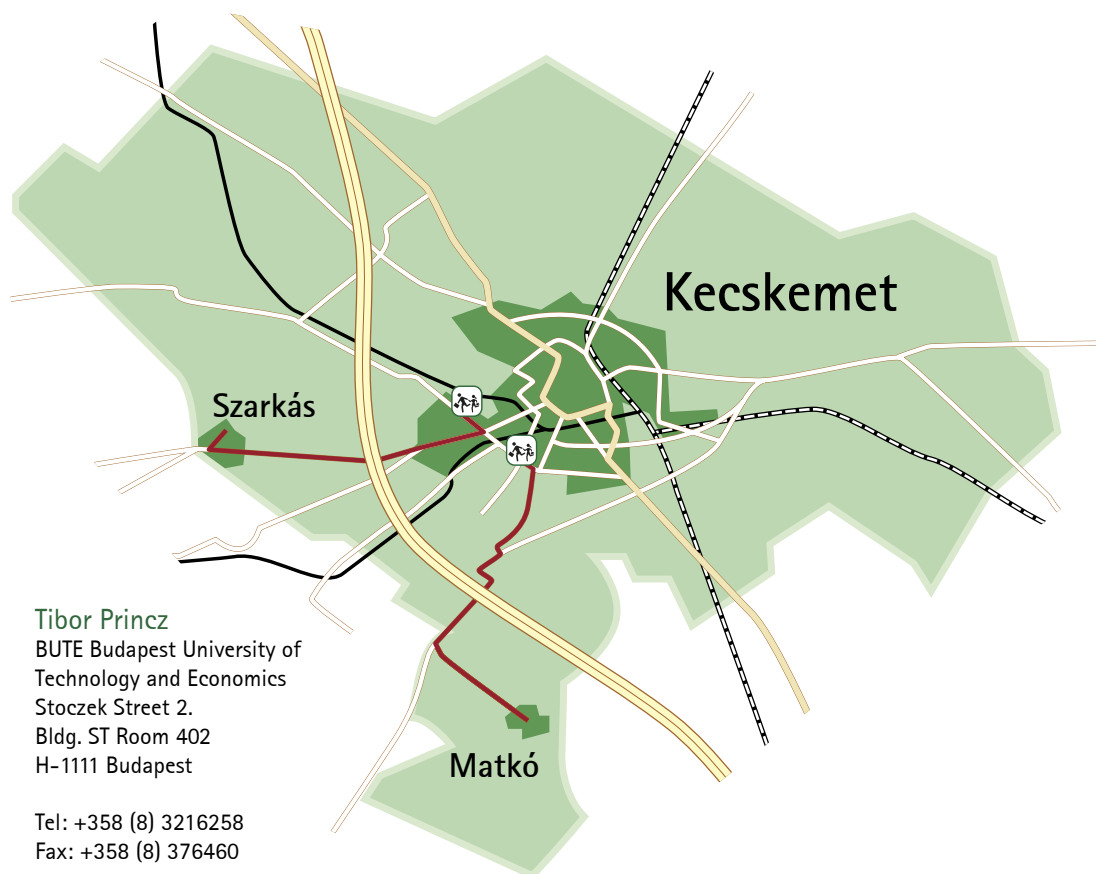 Kecskemet
Szarkás
Matkó
Tibor Princz
BUTE Budapest University of
Technology and Economics
Stoczek Street 2.
Bldg. ST Room 402
H-1111 Budapest
Tel: +358 (8) 3216258
Fax: +358 (8) 376460